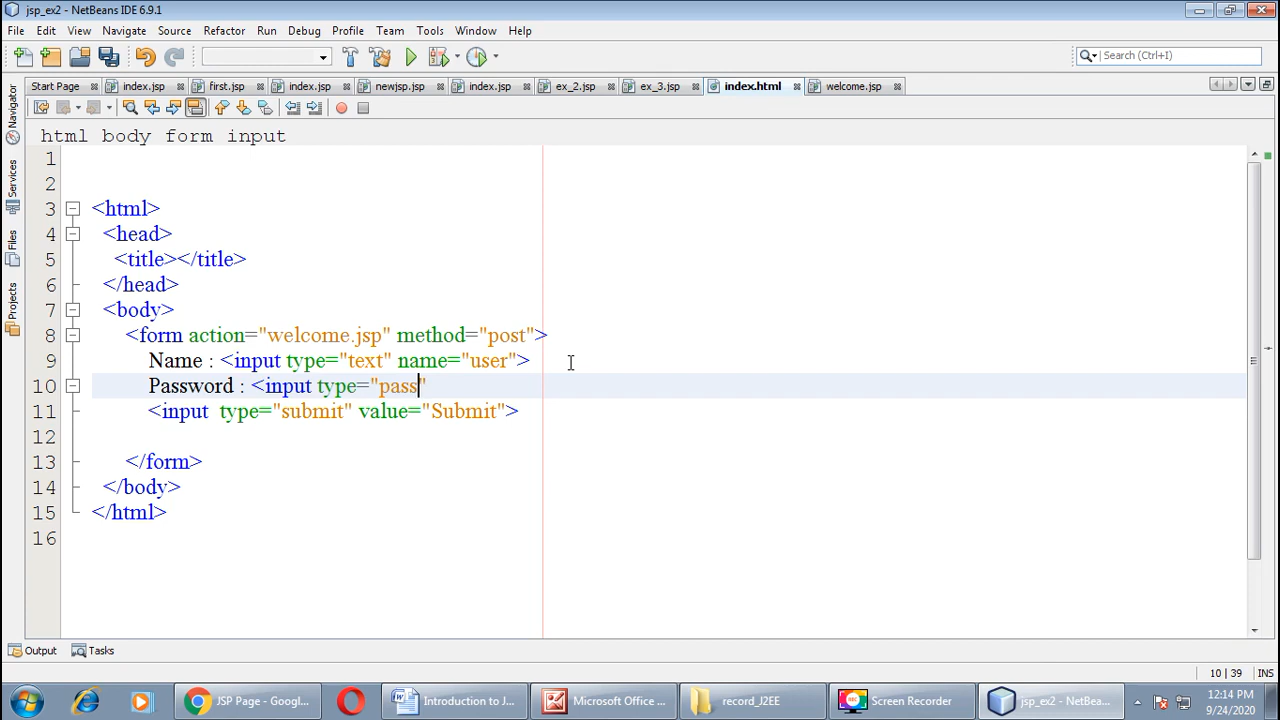 jsp_ex2 - NetBeans IDE 6.9.1
File Edit View Navigate Source Refactor Run Debug Profile Team Tools Window Help
Search (Ctrl+I)
Start Page index.jsp first.jsp index.jsp newjsp.jsp index.jsp ex_2.jsp ex_3.jsp index.html welcome.jsp
html body form input
Navigator
Services
Files
Projects
1
2
3 <html>
4 <head>
5 <title></title>
6 </head>
7 <body>
8 <form action="welcome.jsp" method="post">
9 Name : <input type="text" name="user">
10 Password : <input type="pass"
11 <input  type="submit" value="Submit">
12
13 </form>
14 </body>
15 </html>
16
Output Tasks
10 | 39 INS
JSP Page - Googl... Introduction to J... Microsoft Office ... record_J2EE Screen Recorder jsp_ex2 - NetBea...
12:14 PM
9/24/2020